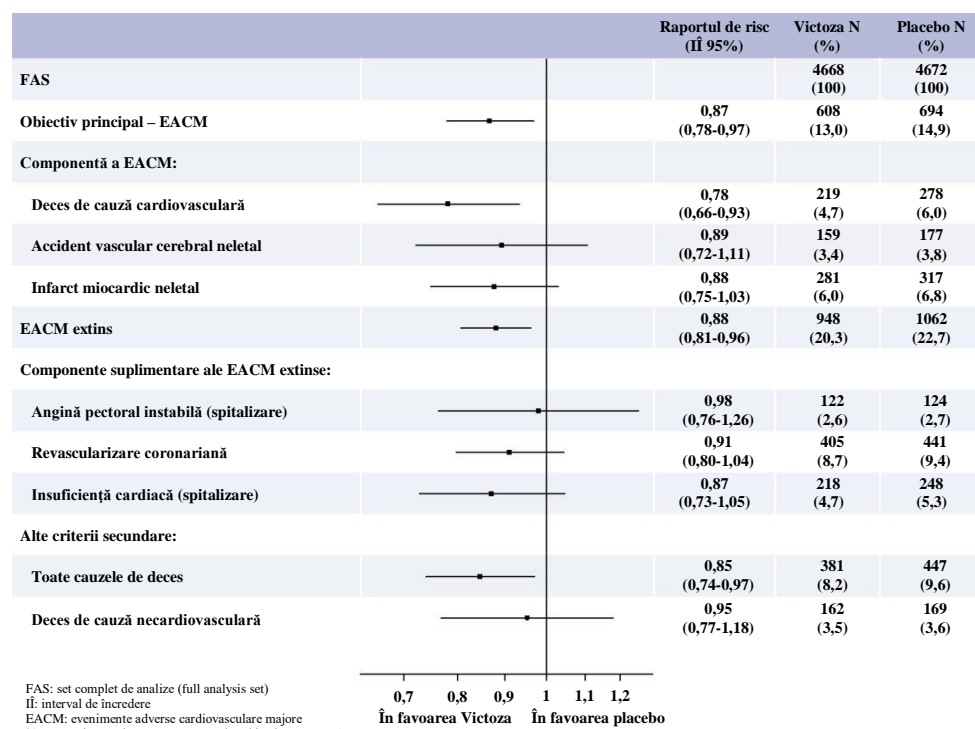 Raportul de risc Victoza N Placebo N
(IÎ 95%) (%) (%)
FAS 4668 4672
(100) (100)
Obiectiv principal – EACM 0,87 608 694
(0,78-0,97) (13,0) (14,9)
Componentă a EACM:
Deces de cauză cardiovasculară 0,78 219 278
(0,66-0,93) (4,7) (6,0)
Accident vascular cerebral neletal 0,89 159 177
(0,72-1,11) (3,4) (3,8)
Infarct miocardic neletal 0,88 281 317
(0,75-1,03) (6,0) (6,8)
EACM extins 0,88 948 1062
(0,81-0,96) (20,3) (22,7)
Componente suplimentare ale EACM extinse:
Angină pectoral instabilă (spitalizare) 0,98 122 124
(0,76-1,26) (2,6) (2,7)
Revascularizare coronariană 0,91 405 441
(0,80-1,04) (8,7) (9,4)
Insuficienţă cardiacă (spitalizare) 0,87 218 248
(0,73-1,05) (4,7) (5,3)
Alte criterii secundare:
Toate cauzele de deces 0,85 381 447
(0,74-0,97) (8,2) (9,6)
Deces de cauză necardiovasculară 0,95 162 169
(0,77-1,18) (3,5) (3,6)
0,7 0,8 0,9 1 1,1 1,2
În favoarea Victoza În favoarea placebo
FAS: set complet de analize (full analysis set)
IÎ: interval de încredere
EACM: evenimente adverse cardiovasculare majore